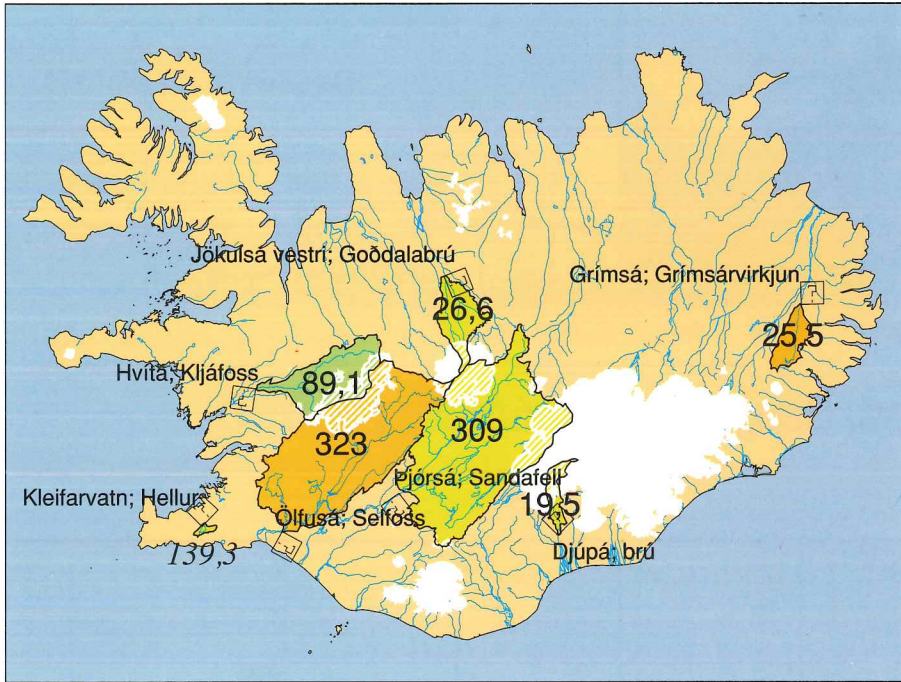 Jökulsá vestri; Goðdalabrú
Grímsá; Grímsárvirkjun
26,6
25,5
Hvítá; Kljáfoss
89,1
323
309
Þjórsá; Sandafell
Kleifarvatn; Hellur
Ölfusá; Selfoss
19,5
139,3
Djúpá; brú